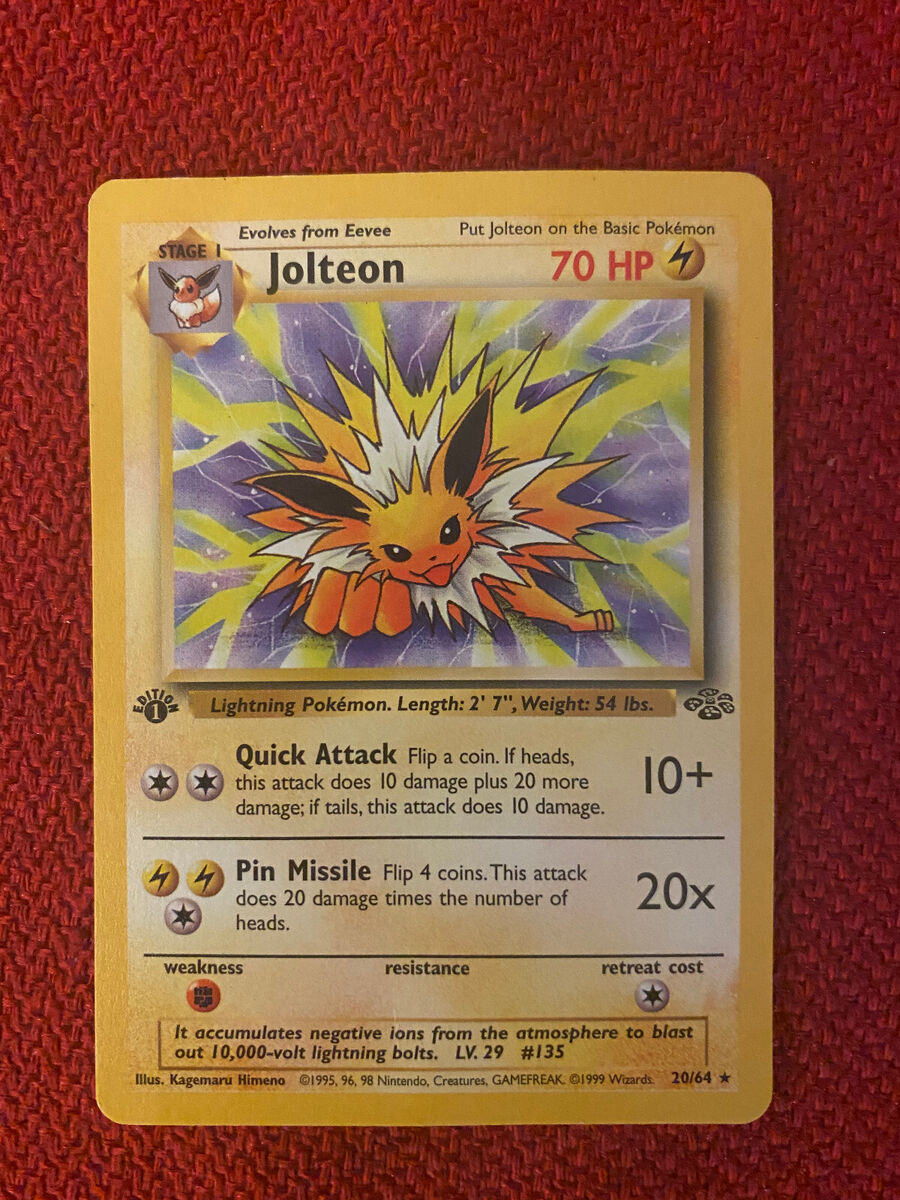 Evolves from Eevee
Put Jolteon on the Basic Pokémon
STAGE 1
Jolteon
70 HP
EDITION
1
Lightning Pokémon. Length: 2' 7", Weight: 54 lbs.
Quick Attack Flip a coin. If heads,
this attack does 10 damage plus 20 more
damage; if tails, this attack does 10 damage.
10+
Pin Missile Flip 4 coins. This attack
does 20 damage times the number of
heads.
20x
weakness
resistance
retreat cost
It accumulates negative ions from the atmosphere to blast
out 10,000-volt lightning bolts. LV. 29 #135
Illus. Kagemaru Himeno ©1995, 96, 98 Nintendo, Creatures, GAMEFREAK. ©1999 Wizards. 20/64 ★